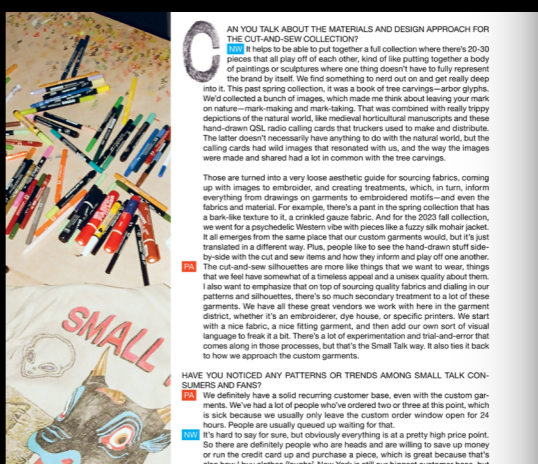 CAN YOU TALK ABOUT THE MATERIALS AND DESIGN APPROACH FOR
THE CUT-AND-SEW COLLECTION?
NW It helps to be able to put together a full collection where there's 20-30
pieces that all play off of each other, kind of like putting together a body
of paintings or sculptures where one thing doesn't have to fully represent
the brand by itself. We find something to nerd out on and get really deep
into it. This past spring collection, it was a book of tree carvings—arbor glyphs.
We'd collected a bunch of images, which made me think about leaving your mark
on nature—mark-making and mark-taking. That was combined with really trippy
depictions of the natural world, like medieval horticultural manuscripts and these
hand-drawn QSL radio calling cards that truckers used to make and distribute.
The latter doesn't necessarily have anything to do with the natural world, but the
calling cards had wild images that resonated with us, and the way the images
were made and shared had a lot in common with the tree carvings.
Those are turned into a very loose aesthetic guide for sourcing fabrics, coming
up with images to embroider, and creating treatments, which, in turn, inform
everything from drawings on garments to embroidered motifs—and even the
fabrics and material. For example, there's a pant in the spring collection that has
a bark-like texture to it, a crinkled gauze fabric. And for the 2023 fall collection,
we went for a psychedelic Western vibe with pieces like a fuzzy silk mohair jacket.
It all emerges from the same place that our custom garments would, but it's just
translated in a different way. Plus, people like to see the hand-drawn stuff side-
by-side with the cut and sew items and how they inform and play off one another.
PA The cut-and-sew silhouettes are more like things that we want to wear, things
that we feel have somewhat of a timeless appeal and a unisex quality about them.
I also want to emphasize that on top of sourcing quality fabrics and dialing in our
patterns and silhouettes, there's so much secondary treatment to a lot of these
garments. We have all these great vendors we work with here in the garment
district, whether it's an embroiderer, dye house, or specific printers. We start
with a nice fabric, a nice fitting garment, and then add our own sort of visual
language to freak it a bit. There's a lot of experimentation and trial-and-error that
comes along in those processes, but that's the Small Talk way. It also ties it back
to how we approach the custom garments.
HAVE YOU NOTICED ANY PATTERNS OR TRENDS AMONG SMALL TALK CON-
SUMERS AND FANS?
PA We definitely have a solid recurring customer base, even with the custom gar-
ments. We've had a lot of people who've ordered two or three at this point, which
is sick because we usually only leave the custom order window open for 24
hours. People are usually queued up waiting for that.
NW It's hard to say for sure, but obviously everything is at a pretty high price point.
So there are definitely people who are heads and are willing to save up money
or run the credit card up and purchase a piece, which is great because that's
SMALL